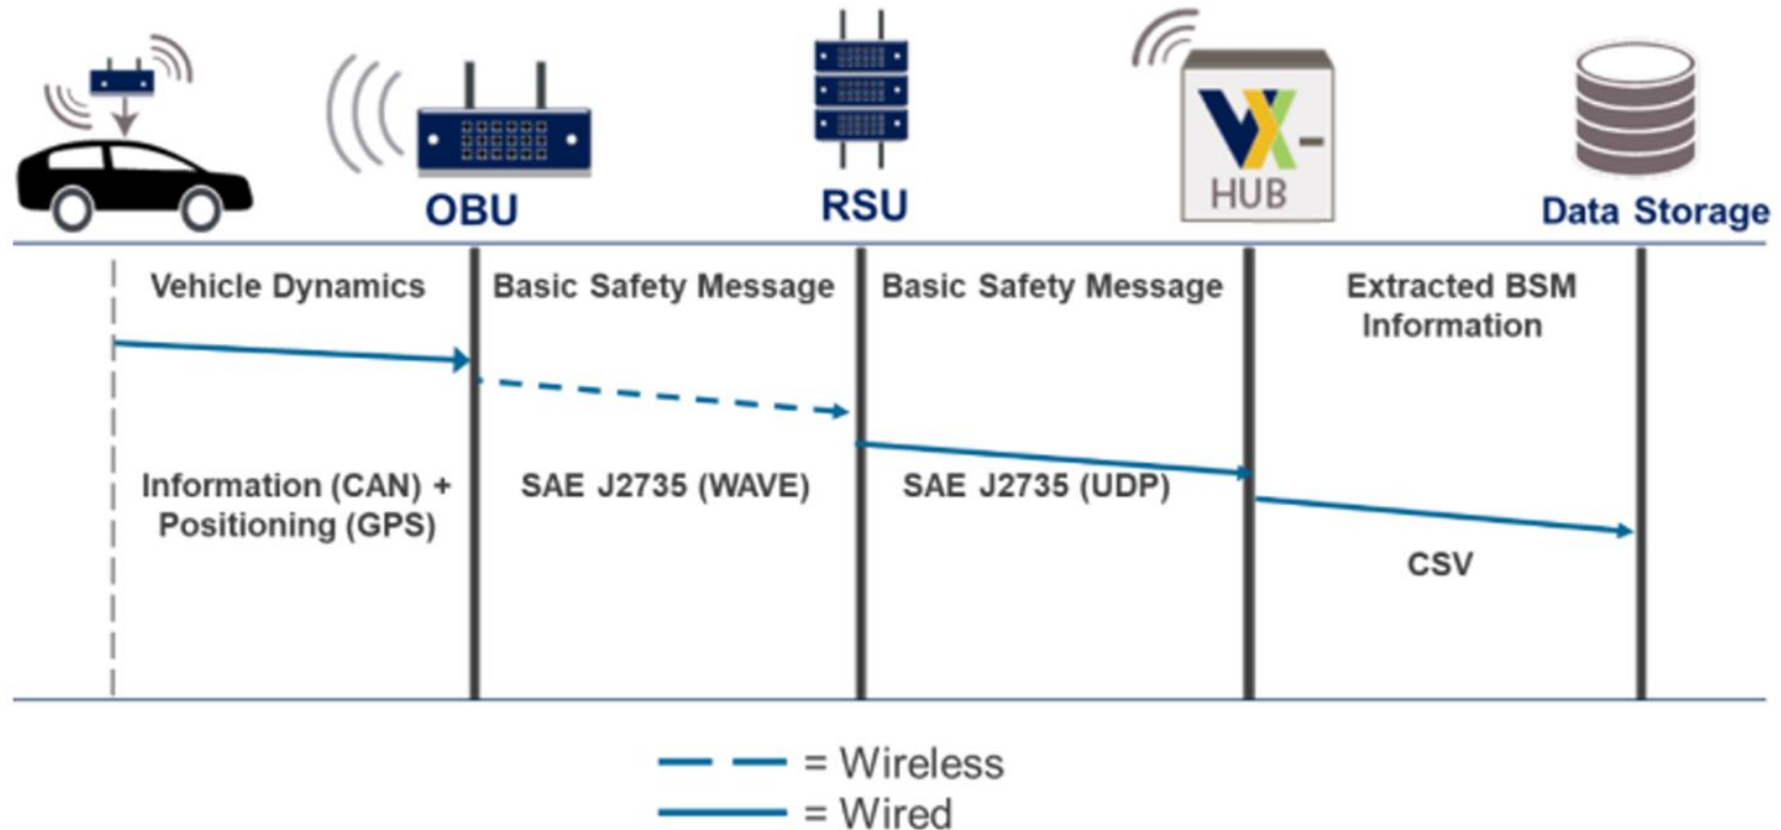 OBU
RSU
VX-
HUB
Data Storage
Vehicle Dynamics
Basic Safety Message
Basic Safety Message
Extracted BSM
Information
Information (CAN) +
Positioning (GPS)
SAE J2735 (WAVE)
SAE J2735 (UDP)
CSV
= Wireless
= Wired